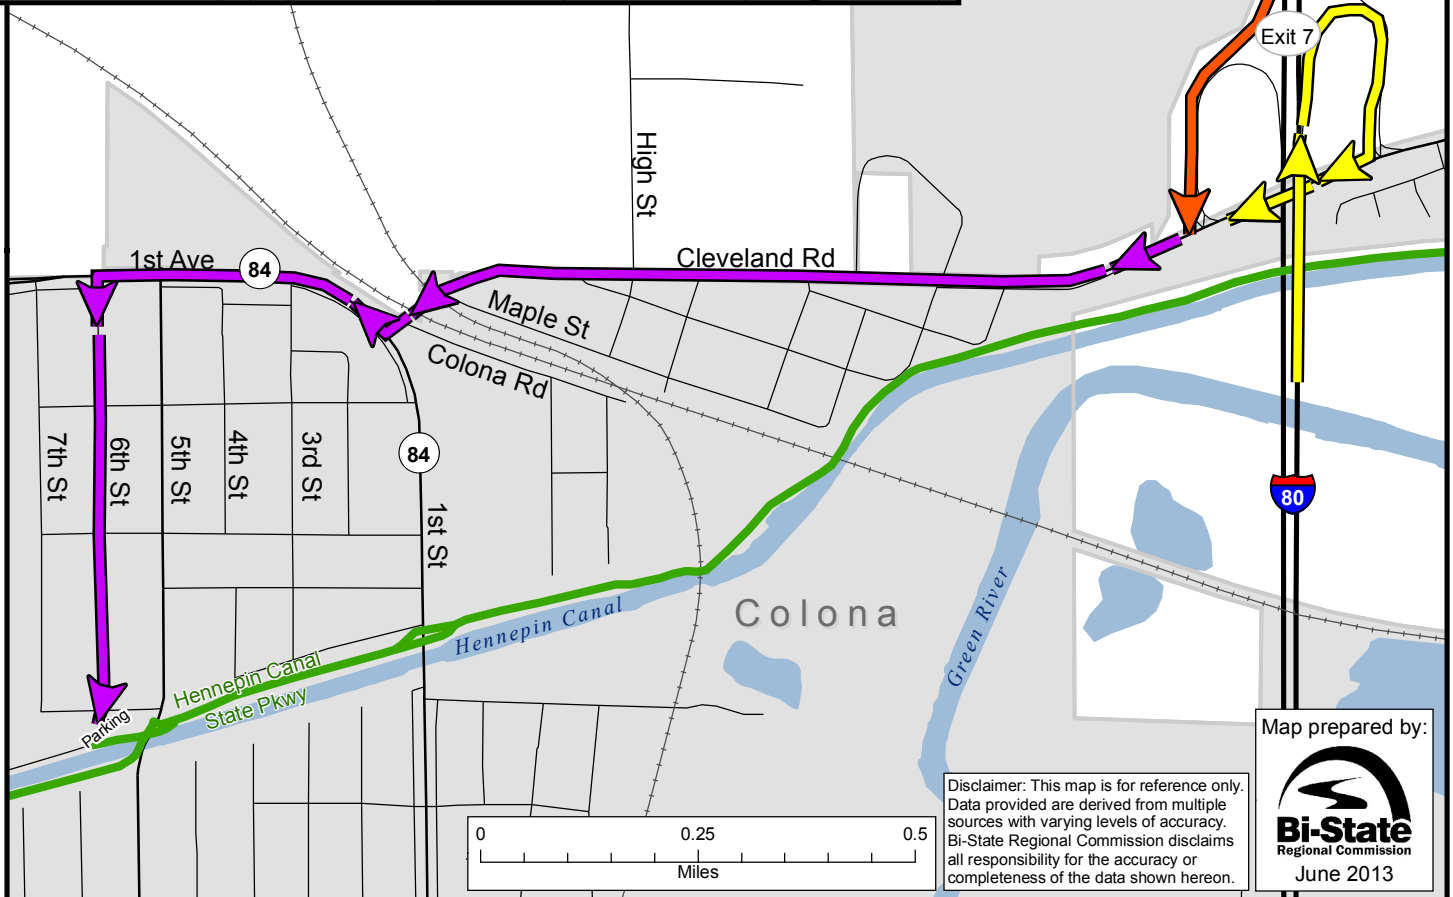 Exit 7
High St
1st Ave
84
Cleveland Rd
Maple St
Colona Rd
7th St
6th St
5th St
4th St
3rd St
84
1st St
80
Hennepin Canal
Colona
Green River
Hennepin Canal
State Pkwy
Parking
Map prepared by:
Bi-State
Regional Commission
June 2013
Disclaimer: This map is for reference only.
Data provided are derived from multiple
sources with varying levels of accuracy.
Bi-State Regional Commission disclaims
all responsibility for the accuracy or
completeness of the data shown hereon.
0 0.25 0.5
Miles